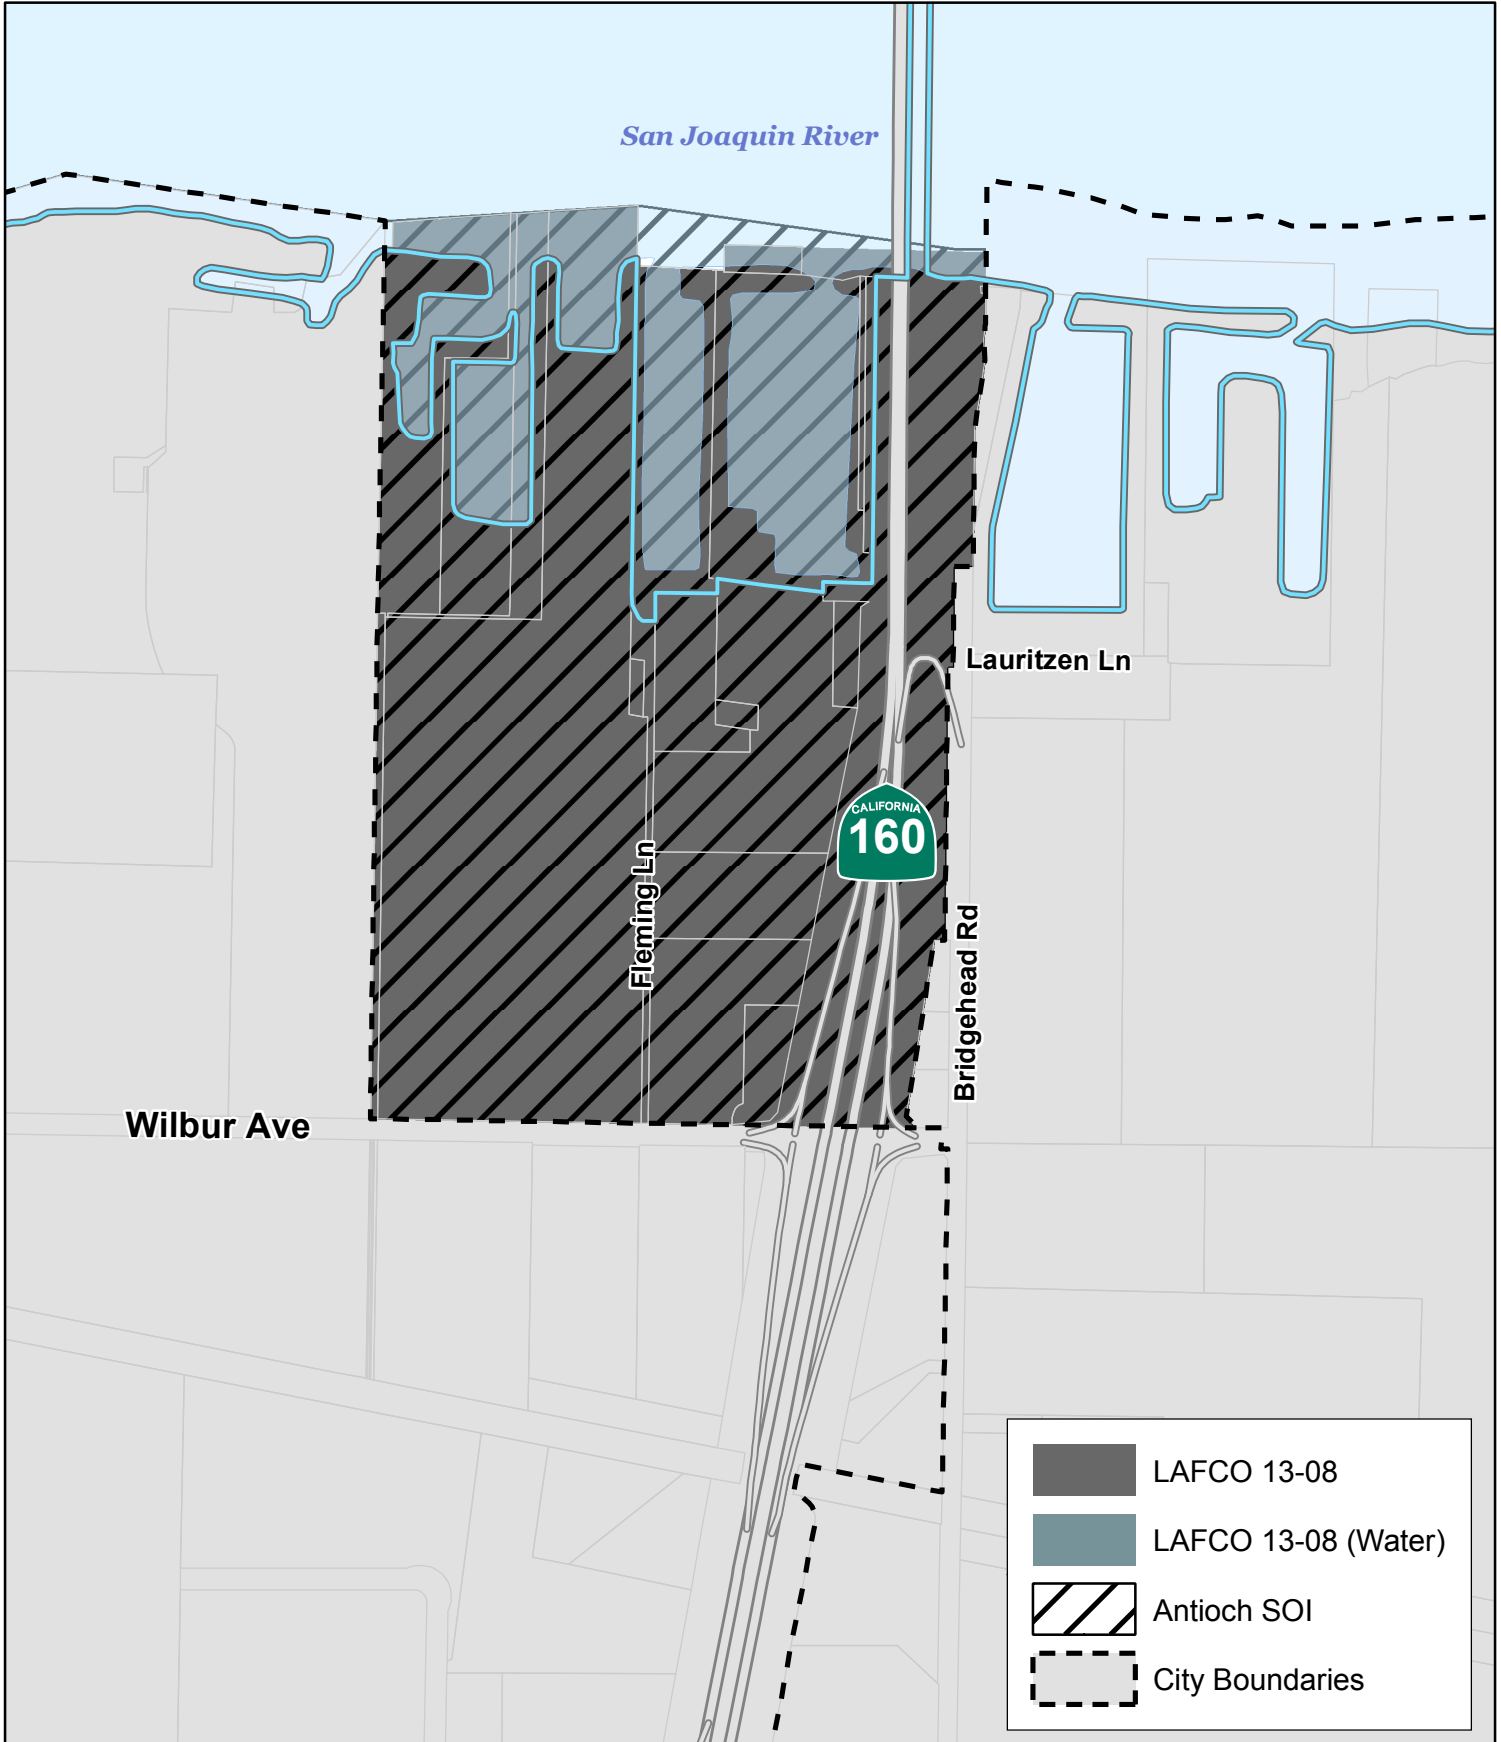 San Joaquin River
Lauritzen Ln
CALIFORNIA
160
Fleming Ln
Bridgehead Rd
Wilbur Ave
LAFCO 13-08
LAFCO 13-08 (Water)
Antioch SOI
City Boundaries